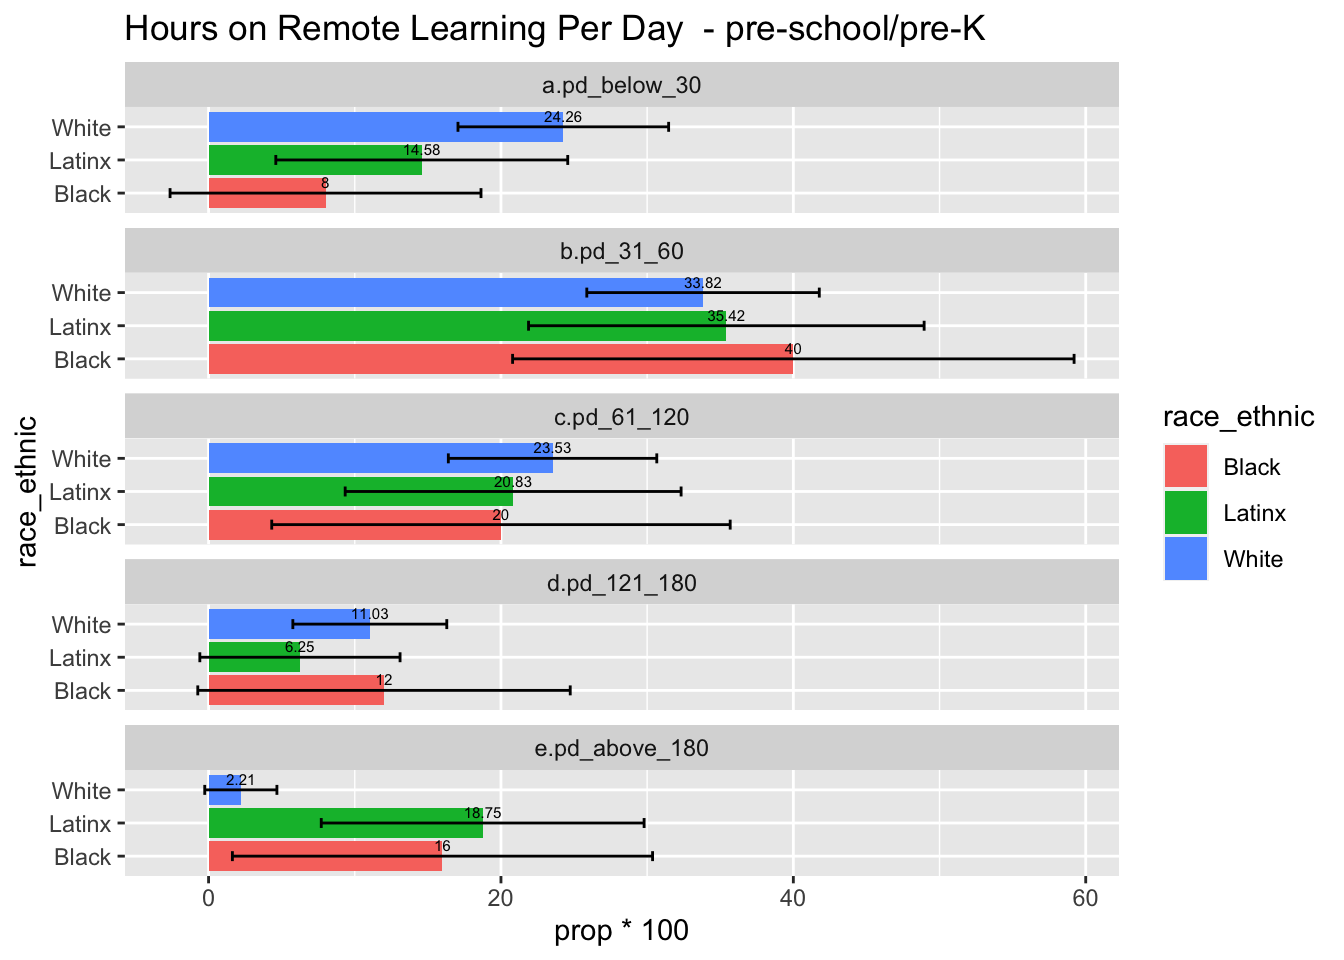 Hours on Remote Learning Per Day  - pre-school/pre-K
a.pd_below_30
White
24.26
Latinx
14.58
Black
8
b.pd_31_60
White
33.82
Latinx
35.42
Black
40
c.pd_61_120
White
23.53
Latinx
20.83
Black
20
d.pd_121_180
White
11.03
Latinx
6.25
Black
12
e.pd_above_180
White
2.21
Latinx
18.75
Black
16
0 20 40 60
prop * 100
race_ethnic
race_ethnic
Black
Latinx
White